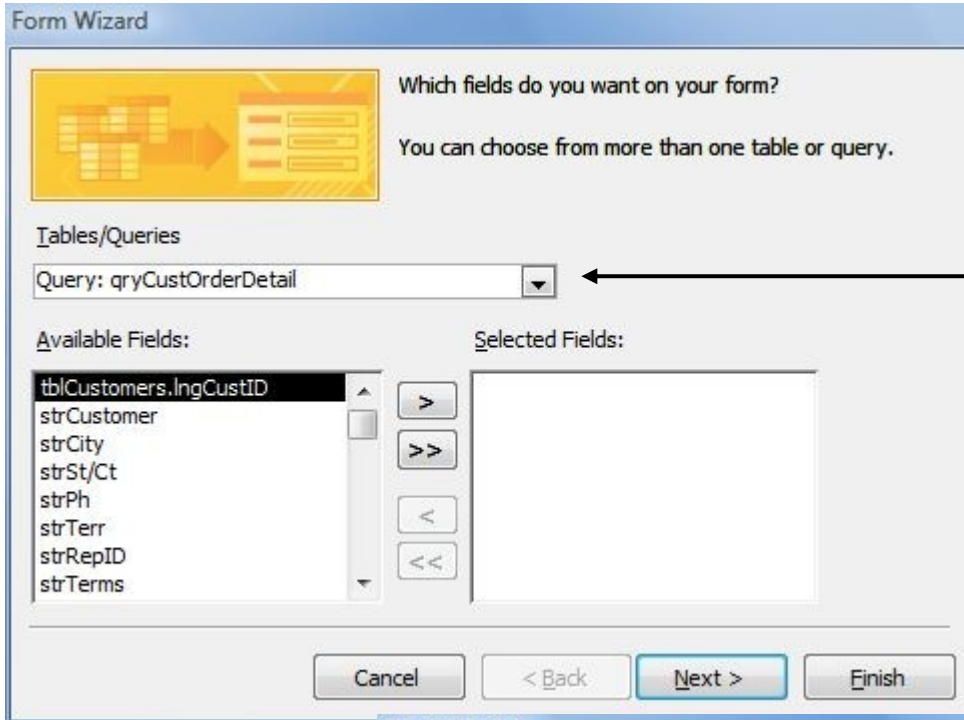 Form Wizard
Which fields do you want on your form?
You can choose from more than one table or query.
Tables/Queries
Query: qryCustOrderDetail
Available Fields:
Selected Fields:
tblCustomers.lngCustID
strCustomer
strCity
strSt/Ct
strPh
strTerr
strRepID
strTerms
>
>>
<
<<
Cancel
< Back
Next >
Finish